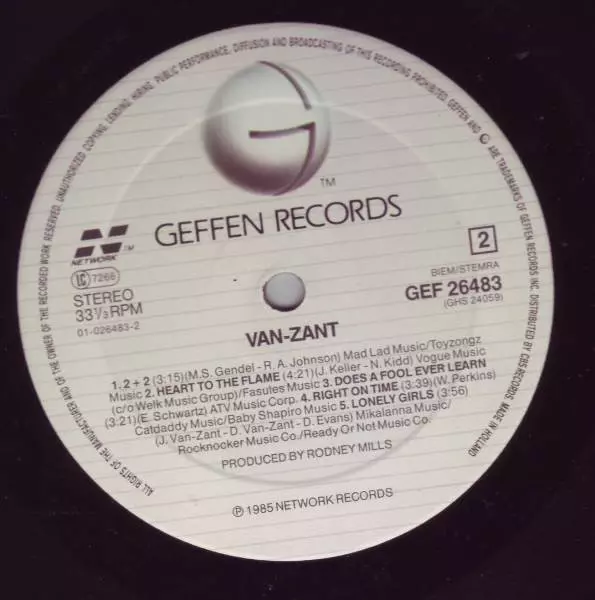 ALL RIGHTS OF THE MANUFACTURER AND OF THE OWNER OF THE RECORDED WORK RESERVED. UNAUTHORIZED COPYING, LENDING, HIRING, PUBLIC PERFORMANCE, DIFFUSION AND BROADCASTING OF THIS RECORDING PROHIBITED. GEFFEN AND G ARE TRADEMARKS OF GEFFEN RECORDS INC. DISTRIBUTED BY CBS-RECORDS. MADE IN HOLLAND
TM
GEFFEN RECORDS
N TM
NETWORK
LC 7266
STEREO
33⅓ RPM
01-026483-2
2
BIEM/STEMRA
GEF 26483
(GHS 24059)
VAN-ZANT
1. 2 + 2 (3:15)(M.S. Gendel - R.A. Johnson) Mad Lad Music/Toyzongz
Music 2. HEART TO THE FLAME (4:21)(J. Keller - N. Kidd) Vogue Music
(c/o Welk Music Group)/Fasutes Music 3. DOES A FOOL EVER LEARN
(3:21)(E. Schwartz) ATV Music Corp. 4. RIGHT ON TIME (3:39)(W. Perkins)
Catdaddy Music/Baby Shapiro Music 5. LONELY GIRLS (3:56)
(J. Van-Zant - D. Van-Zant - D. Evans) Mikalanna Music/
Rocknocker Music Co./Ready Or Not Music Co.
PRODUCED BY RODNEY MILLS
℗ 1985 NETWORK RECORDS